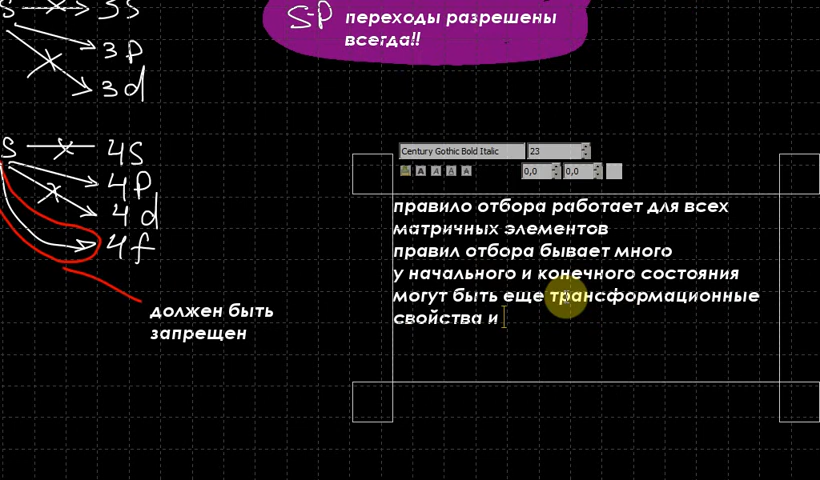 S 3S
S-P переходы разрешены
всегда!!
3p
3d
S 4S
4P
4d
4f
Century Gothic Bold Italic 23
A A A A A 0,0 0,0
правило отбора работает для всех
матричных элементов
правил отбора бывает много
у начального и конечного состояния
могут быть еще трансформационные
свойства и
должен быть
запрещен